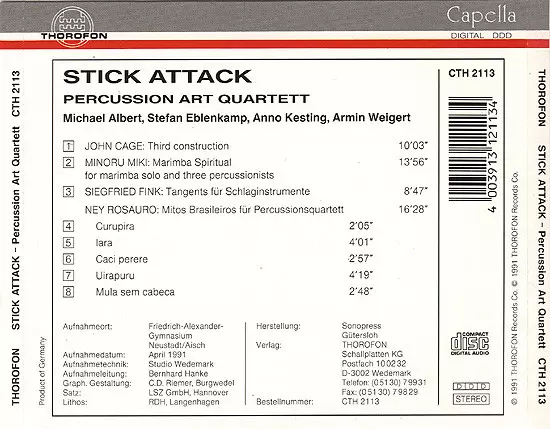 THOROFON
Capella
DIGITAL DDD
STICK ATTACK
PERCUSSION ART QUARTETT
Michael Albert, Stefan Eblenkamp, Anno Kesting, Armin Weigert
CTH 2113
1 JOHN CAGE: Third construction 10'03"
2 MINORU MIKI: Marimba Spiritual 13'56"
for marimba solo and three percussionists
3 SIEGFRIED FINK: Tangents für Schlaginstrumente 8'47"
NEY ROSAURO: Mitos Brasileiros für Percussionsquartett 16'28"
4 Curupira 2'05"
5 Iara 4'01"
6 Caci perere 2'57"
7 Uirapuru 4'19"
8 Mula sem cabeca 2'48"
Aufnahmeort: Friedrich-Alexander-
Gymnasium
Neustadt/Aisch
Aufnahmedatum: April 1991
Aufnahmetechnik: Studio Wedemark
Aufnahmeleitung: Bernhard Hanke
Graph. Gestaltung: C.D. Riemer, Burgwedel
Satz: LSZ GmbH, Hannover
Lithos: RDH, Langenhagen
Herstellung: Sonopress
Gütersloh
Verlag: THOROFON
Schallplatten KG
Postfach 100232
D-3002 Wedemark
Telefon: (05130) 79931
Fax: (05130) 79829
Bestellnummer: CTH 2113
4 003913 121134
COMPACT
disc
DIGITAL AUDIO
DDD
STEREO
℗ 1991 THOROFON Records Co. © 1991 THOROFON Records Co.
Product of Germany
THOROFON STICK ATTACK – Percussion Art Quartett CTH 2113
THOROFON STICK ATTACK – Percussion Art Quartett CTH 2113